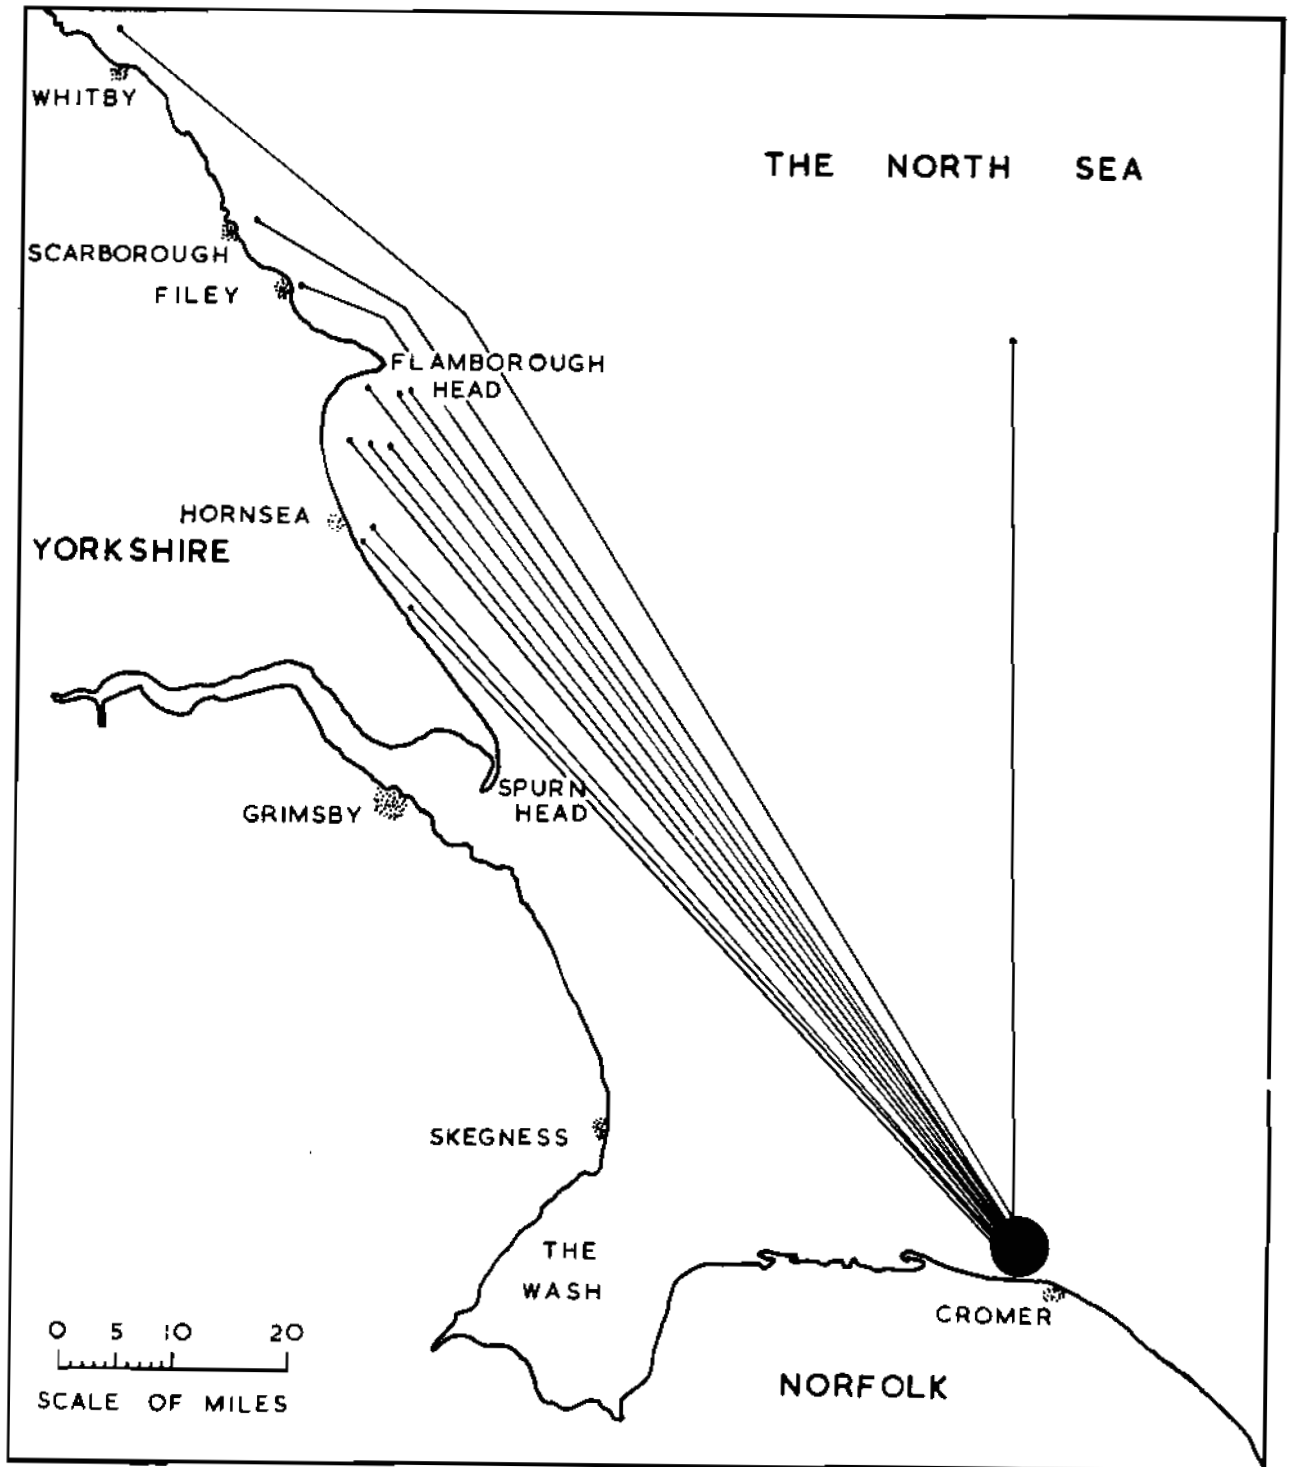 WHITBY
THE NORTH SEA
SCARBOROUGH
FILEY
FLAMBOROUGH
HEAD
HORNSEA
YORKSHIRE
SPURN
HEAD
GRIMSBY
SKEGNESS
THE
WASH
CROMER
0 5 10 20
SCALE OF MILES
NORFOLK